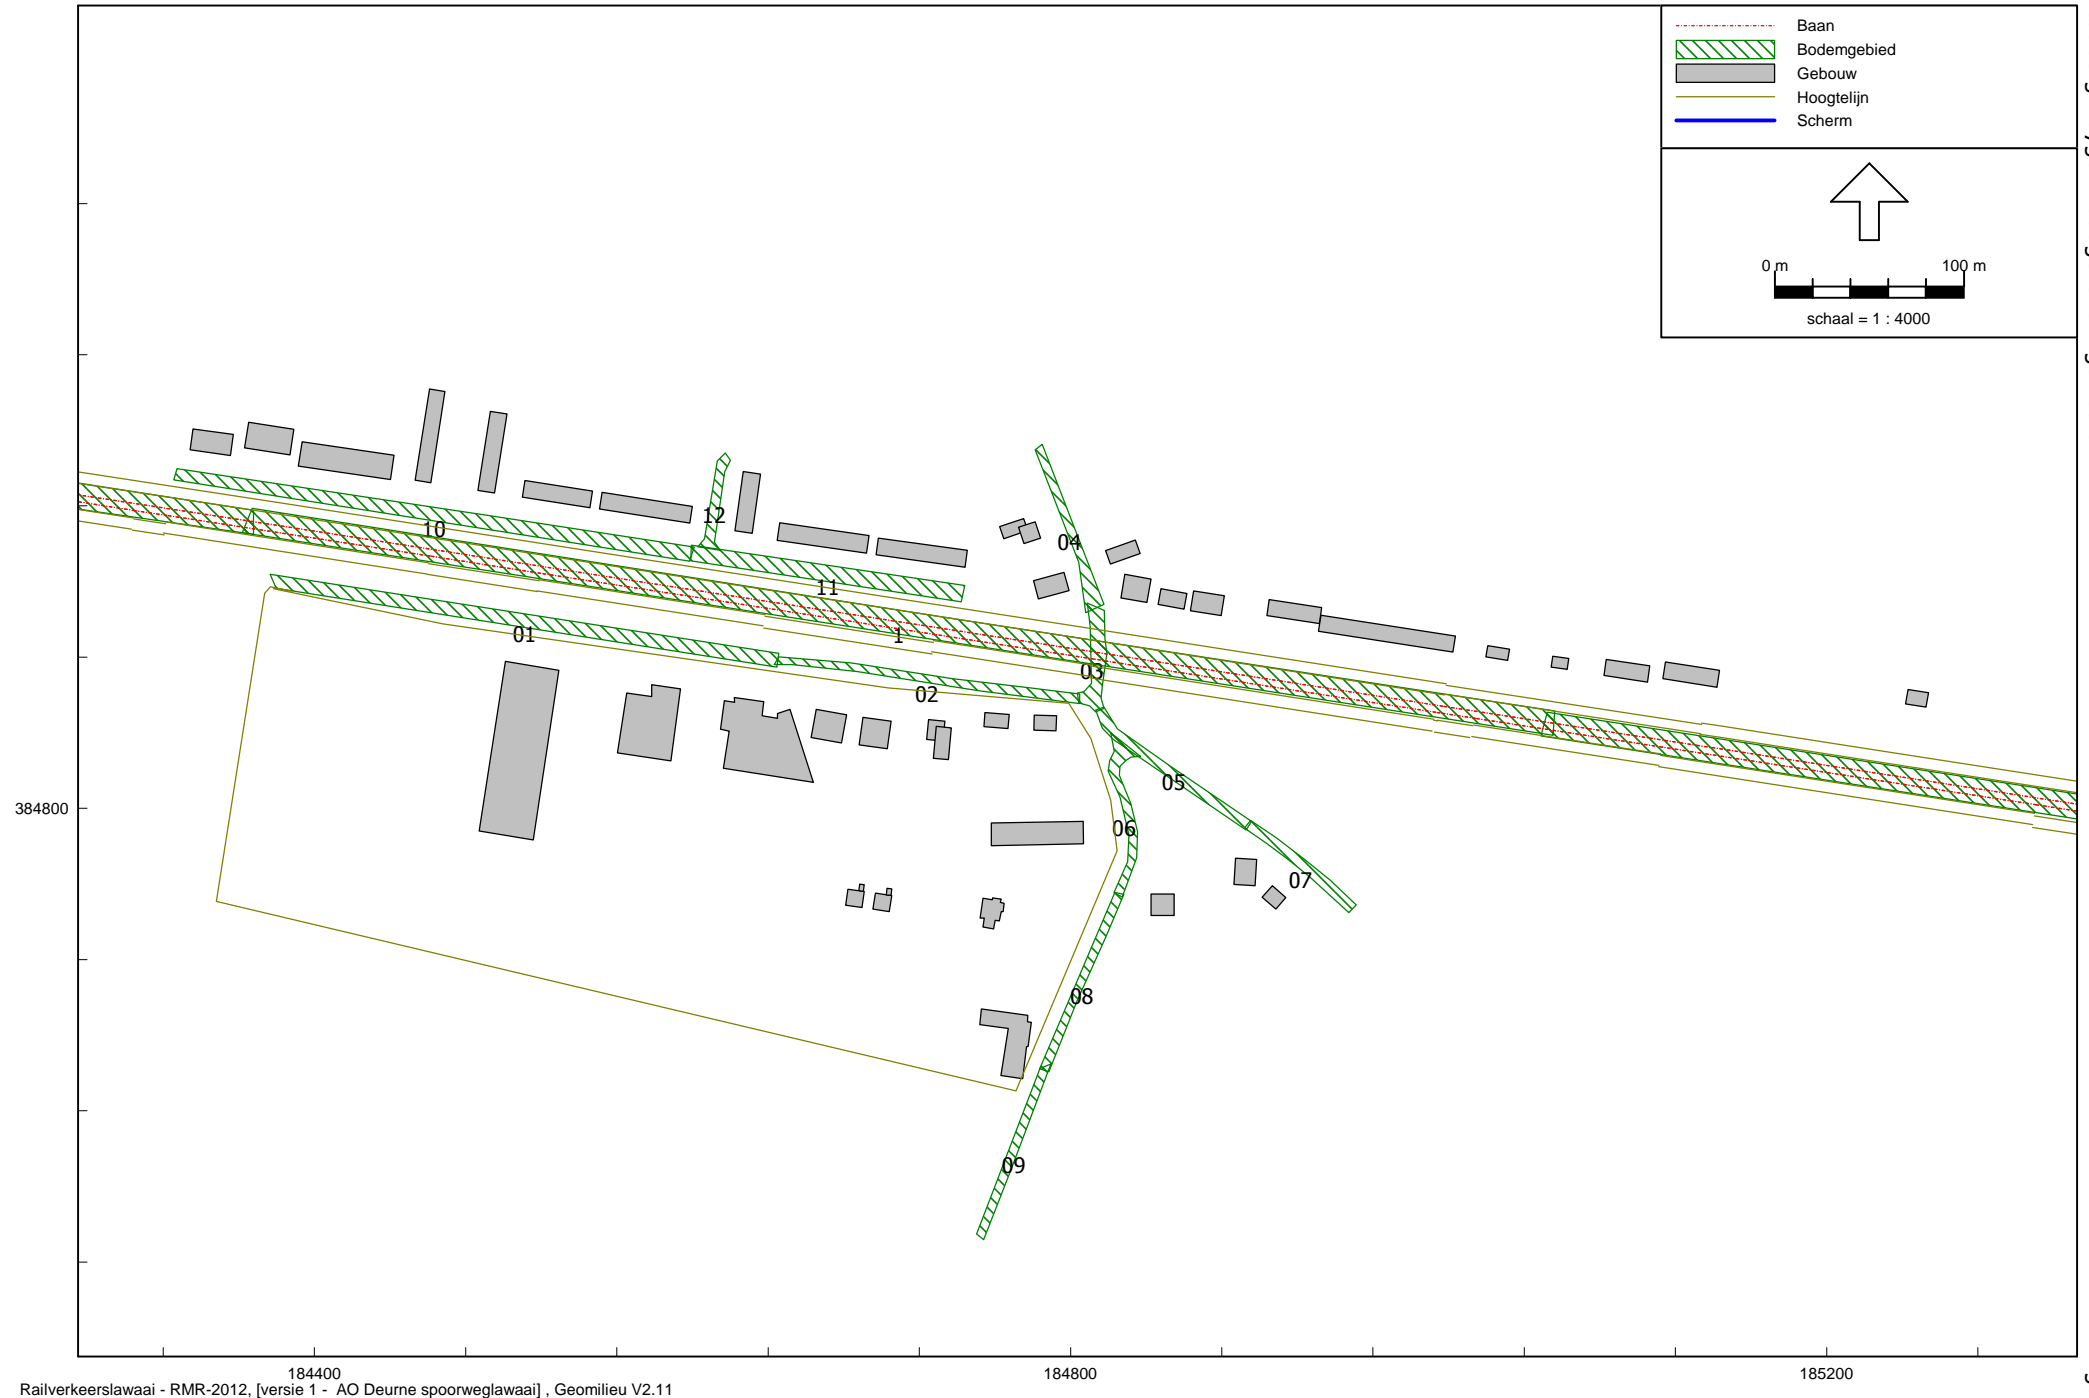 Baan
Bodemgebied
Gebouw
Hoogtelijn
Scherm
0 m 100 m
schaal = 1 : 4000
12
10
04
11
01
1
03
02
05
384800
06
07
08
09
184400 184800 185200
Railverkeerslawaai - RMR-2012, [versie 1 - AO Deurne spoorweglawaai] , Geomilieu V2.11